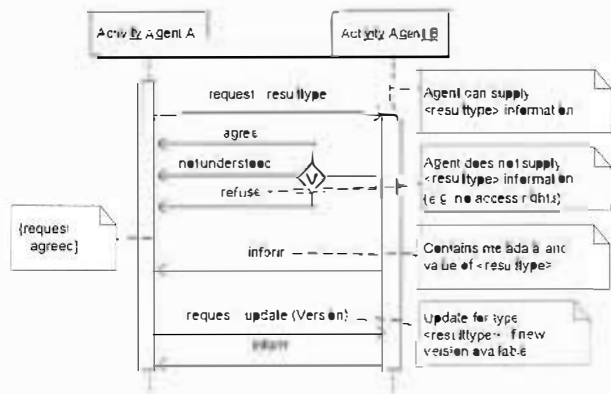 Activity Agent A
Activity Agent B
request resulttype
Agent can supply
<resulttype> information
agree
notunderstood
refuse
Agent does not supply
<resulttype> information
(e.g. no access rights)
{request
agreed}
inform
Contains metadata and
value of <resulttype>
request update (Version)
Update for type
<resulttype> if new
version available
inform